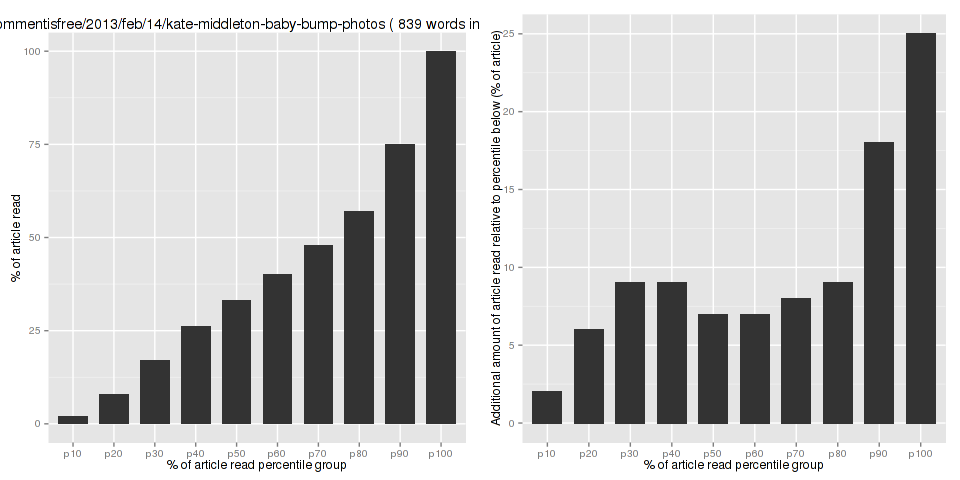 ommentisfree/2013/feb/14/kate-middleton-baby-bump-photos ( 839 words in
% of article read
100
75
50
25
0
p10 p20 p30 p40 p50 p60 p70 p80 p90 p100
% of article read percentile group
Additional amount of article read relative to percentile below (% of article)
25
20
15
10
5
0
p10 p20 p30 p40 p50 p60 p70 p80 p90 p100
% of article read percentile group